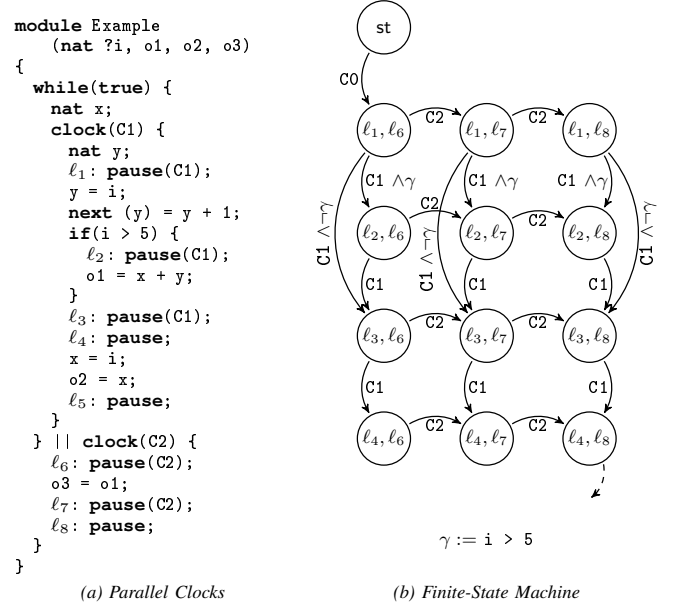 module Example
(nat ?i, o1, o2, o3)
{
while(true) {
nat x;
clock(C1) {
nat y;
ℓ1: pause(C1);
y = i;
next (y) = y + 1;
if(i > 5) {
ℓ2: pause(C1);
o1 = x + y;
}
ℓ3: pause(C1);
ℓ4: pause;
x = i;
o2 = x;
ℓ5: pause;
}
} || clock(C2) {
ℓ6: pause(C2);
o3 = o1;
ℓ7: pause(C2);
ℓ8: pause;
}
}
(a) Parallel Clocks
st
C0
ℓ1, ℓ6
C2
ℓ1, ℓ7
C2
ℓ1, ℓ8
C1 ∧γ
C1 ∧γ
C1 ∧γ
C1 ∧¬γ
C1 ∧¬γ
C1 ∧¬γ
ℓ2, ℓ6
C2
ℓ2, ℓ7
C2
ℓ2, ℓ8
C1
C1
C1
ℓ3, ℓ6
C2
ℓ3, ℓ7
C2
ℓ3, ℓ8
C1
C1
C1
ℓ4, ℓ6
C2
ℓ4, ℓ7
C2
ℓ4, ℓ8
γ := i > 5
(b) Finite-State Machine